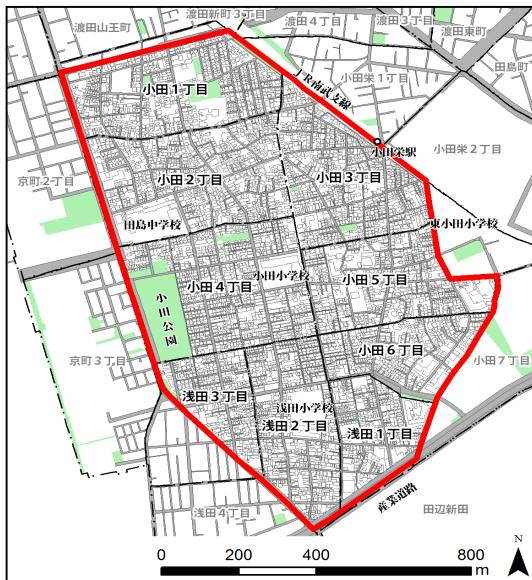 渡田新町3丁目
渡田山王町
渡田4丁目
渡田3丁目
渡田東町
田島町
小田栄1丁目
JR南武支線
小田1丁目
小田栄駅
小田栄2丁目
小田2丁目
小田3丁目
京町2丁目
田島中学校
東小田小学校
小田小学校
小田4丁目
小田5丁目
小田公園
京町3丁目
小田6丁目
小田7丁目
浅田3丁目
浅田小学校
浅田2丁目
浅田1丁目
産業道路
浅田4丁目
田辺新田
N
0 200 400 800
m